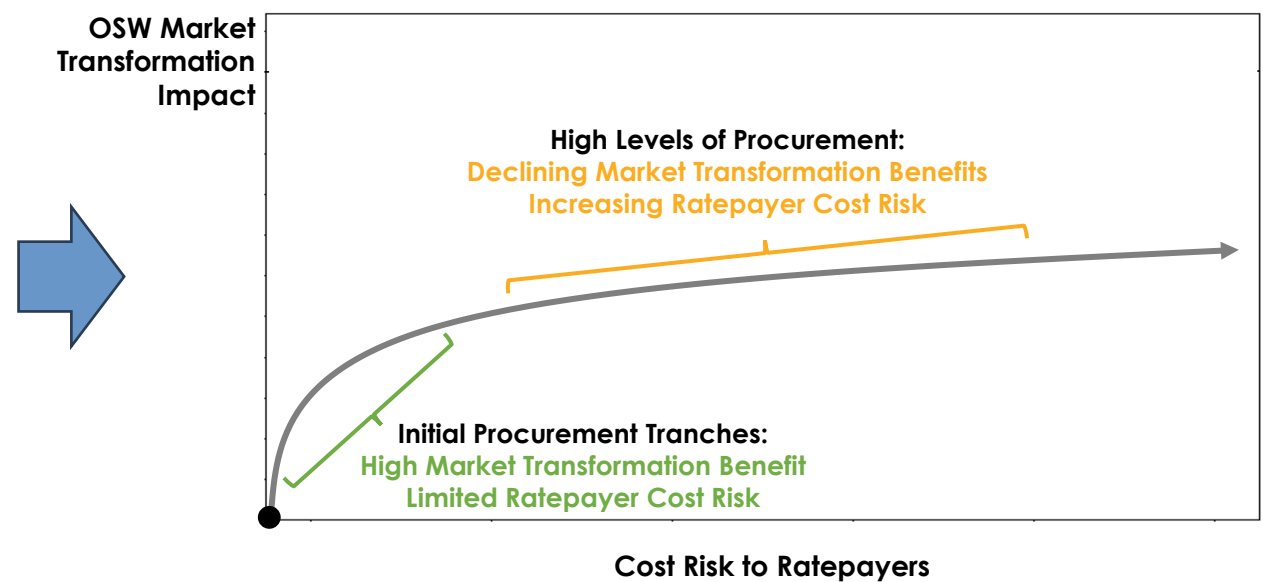 OSW Market
Transformation
Impact
High Levels of Procurement:
Declining Market Transformation Benefits
Increasing Ratepayer Cost Risk
Initial Procurement Tranches:
High Market Transformation Benefit
Limited Ratepayer Cost Risk
Cost Risk to Ratepayers